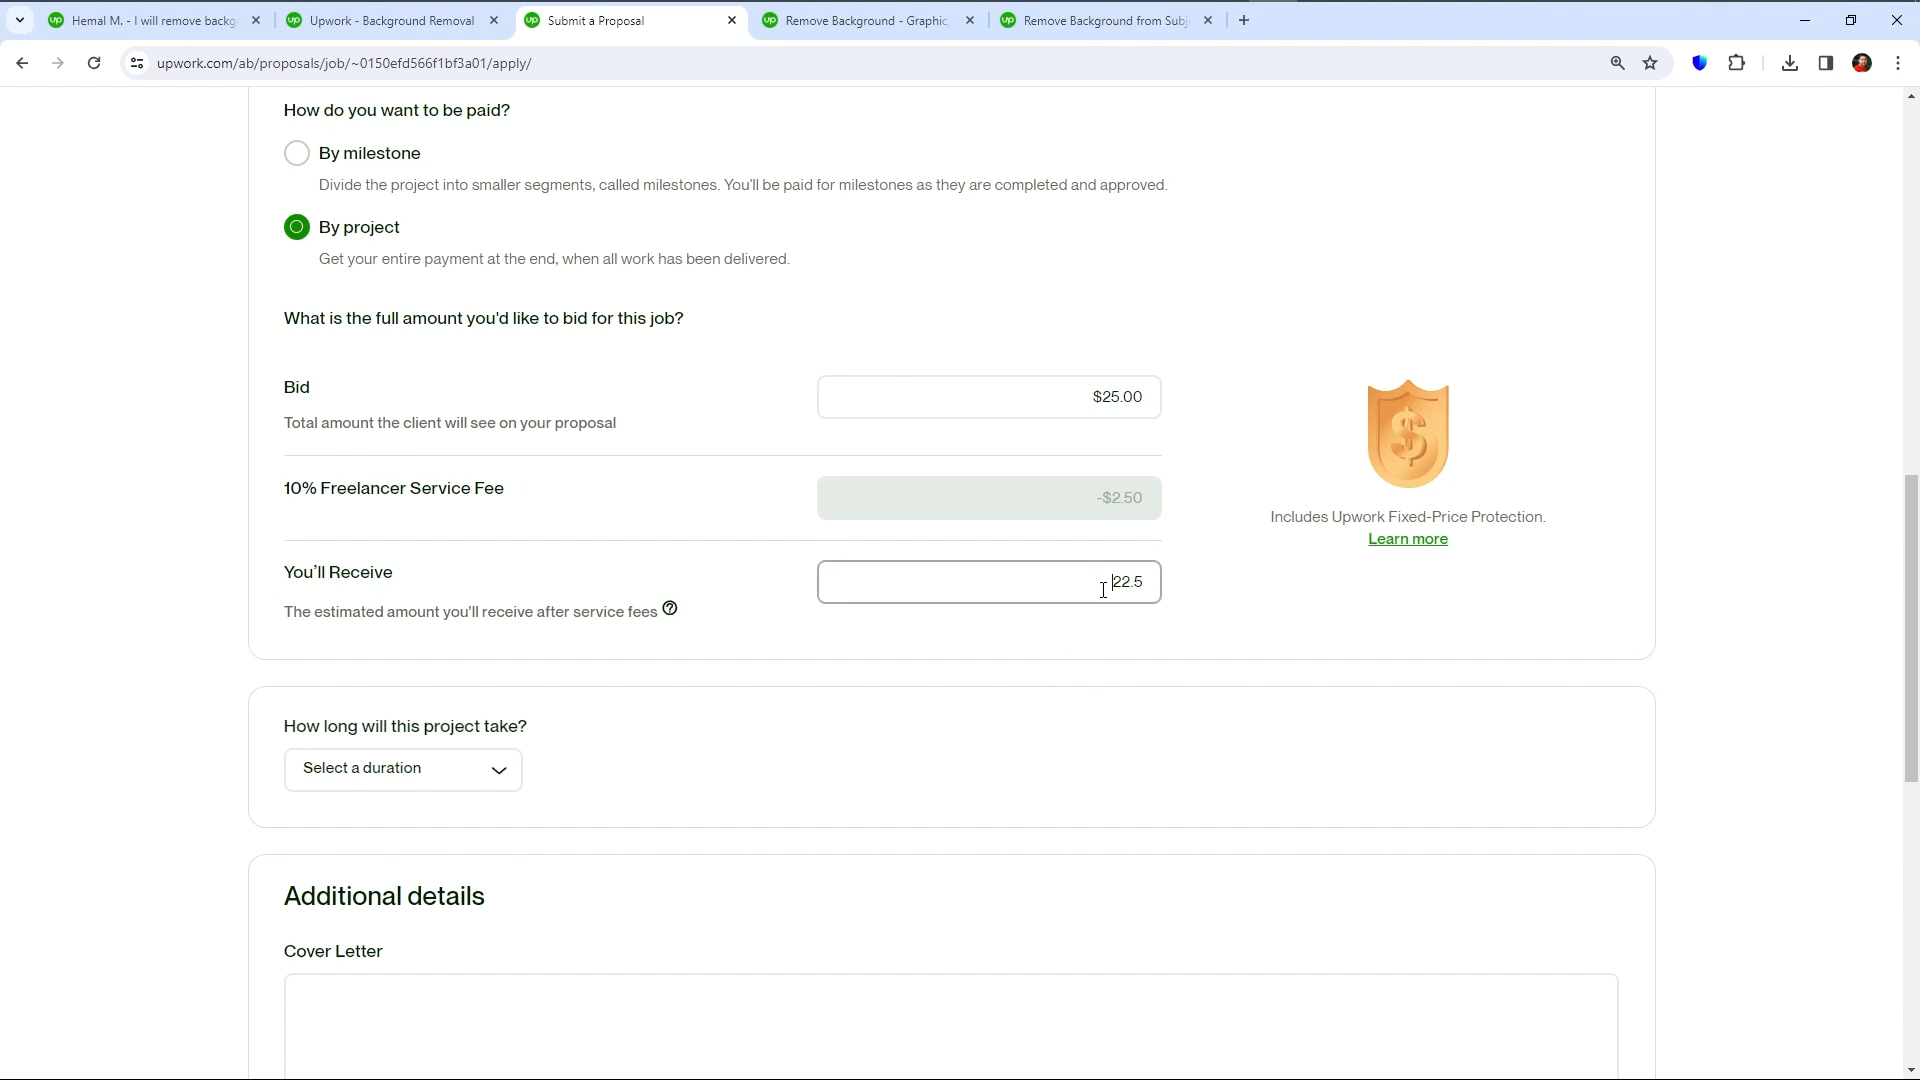 Hemal M. - I will remove backg
Upwork - Background Removal
Submit a Proposal
Remove Background - Graphic,
Remove Background from Subj
upwork.com/ab/proposals/job/~0150efd566f1bf3a01/apply/
How do you want to be paid?
By milestone
Divide the project into smaller segments, called milestones. You'll be paid for milestones as they are completed and approved.
By project
Get your entire payment at the end, when all work has been delivered.
What is the full amount you'd like to bid for this job?
Bid
$25.00
Total amount the client will see on your proposal
10% Freelancer Service Fee
-$2.50
Includes Upwork Fixed-Price Protection.
Learn more
You’ll Receive
22.5
The estimated amount you'll receive after service fees
How long will this project take?
Select a duration
Additional details
Cover Letter